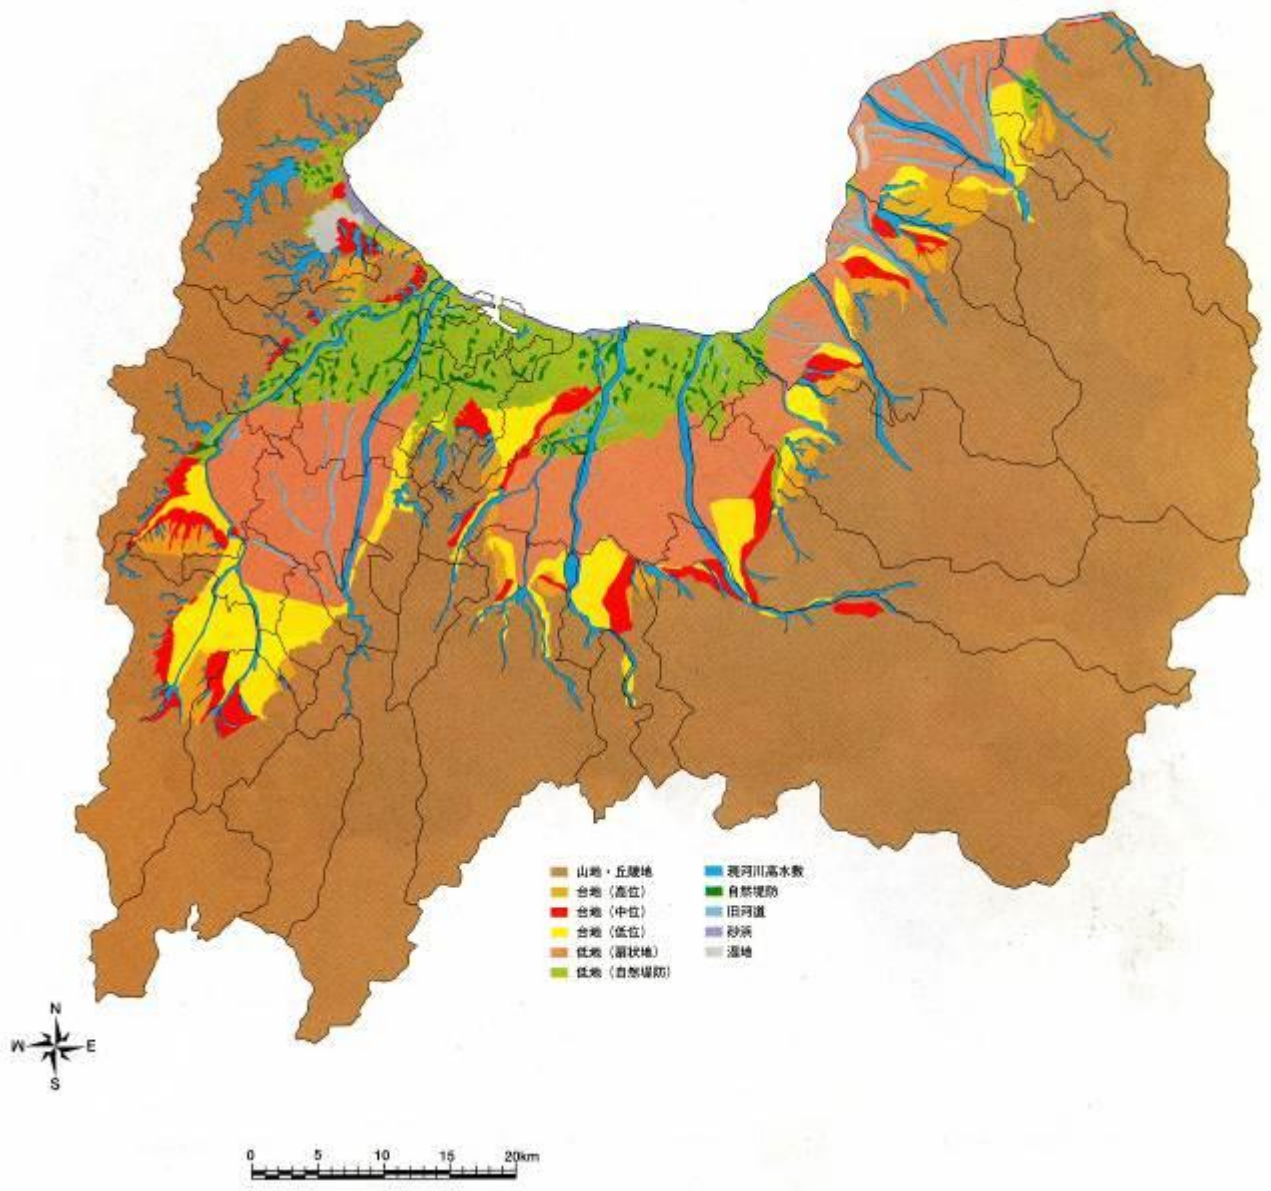 山地・丘陵地
台地（高位）
台地（中位）
台地（低位）
低地（扇状地）
低地（自然堤防）
現河川高水敷
自然堤防
旧河道
砂浜
湿地
N
W E
S
0 5 10 15 20km